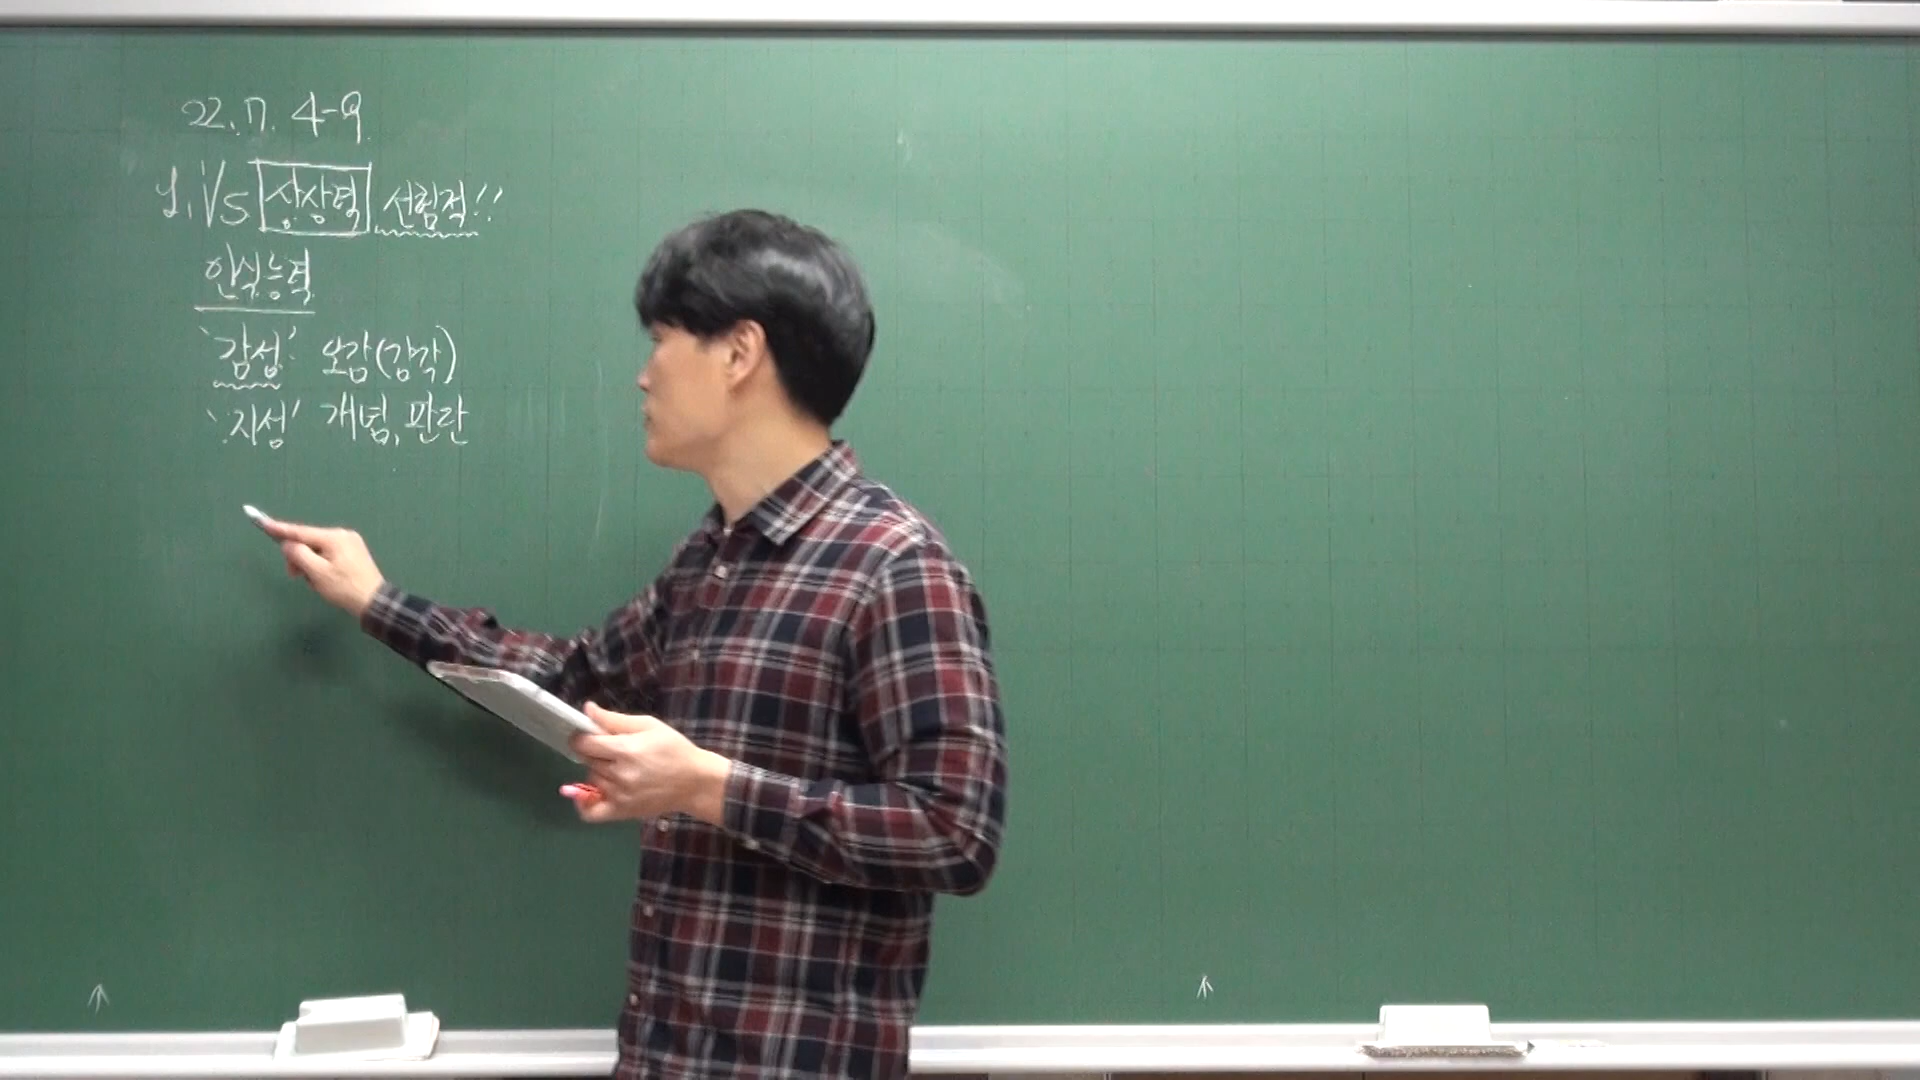 22.7. 4-9
1. VS 상상력 선험적!!
인식능력
'감성' 오감(감각)
'지성' 개념, 판단